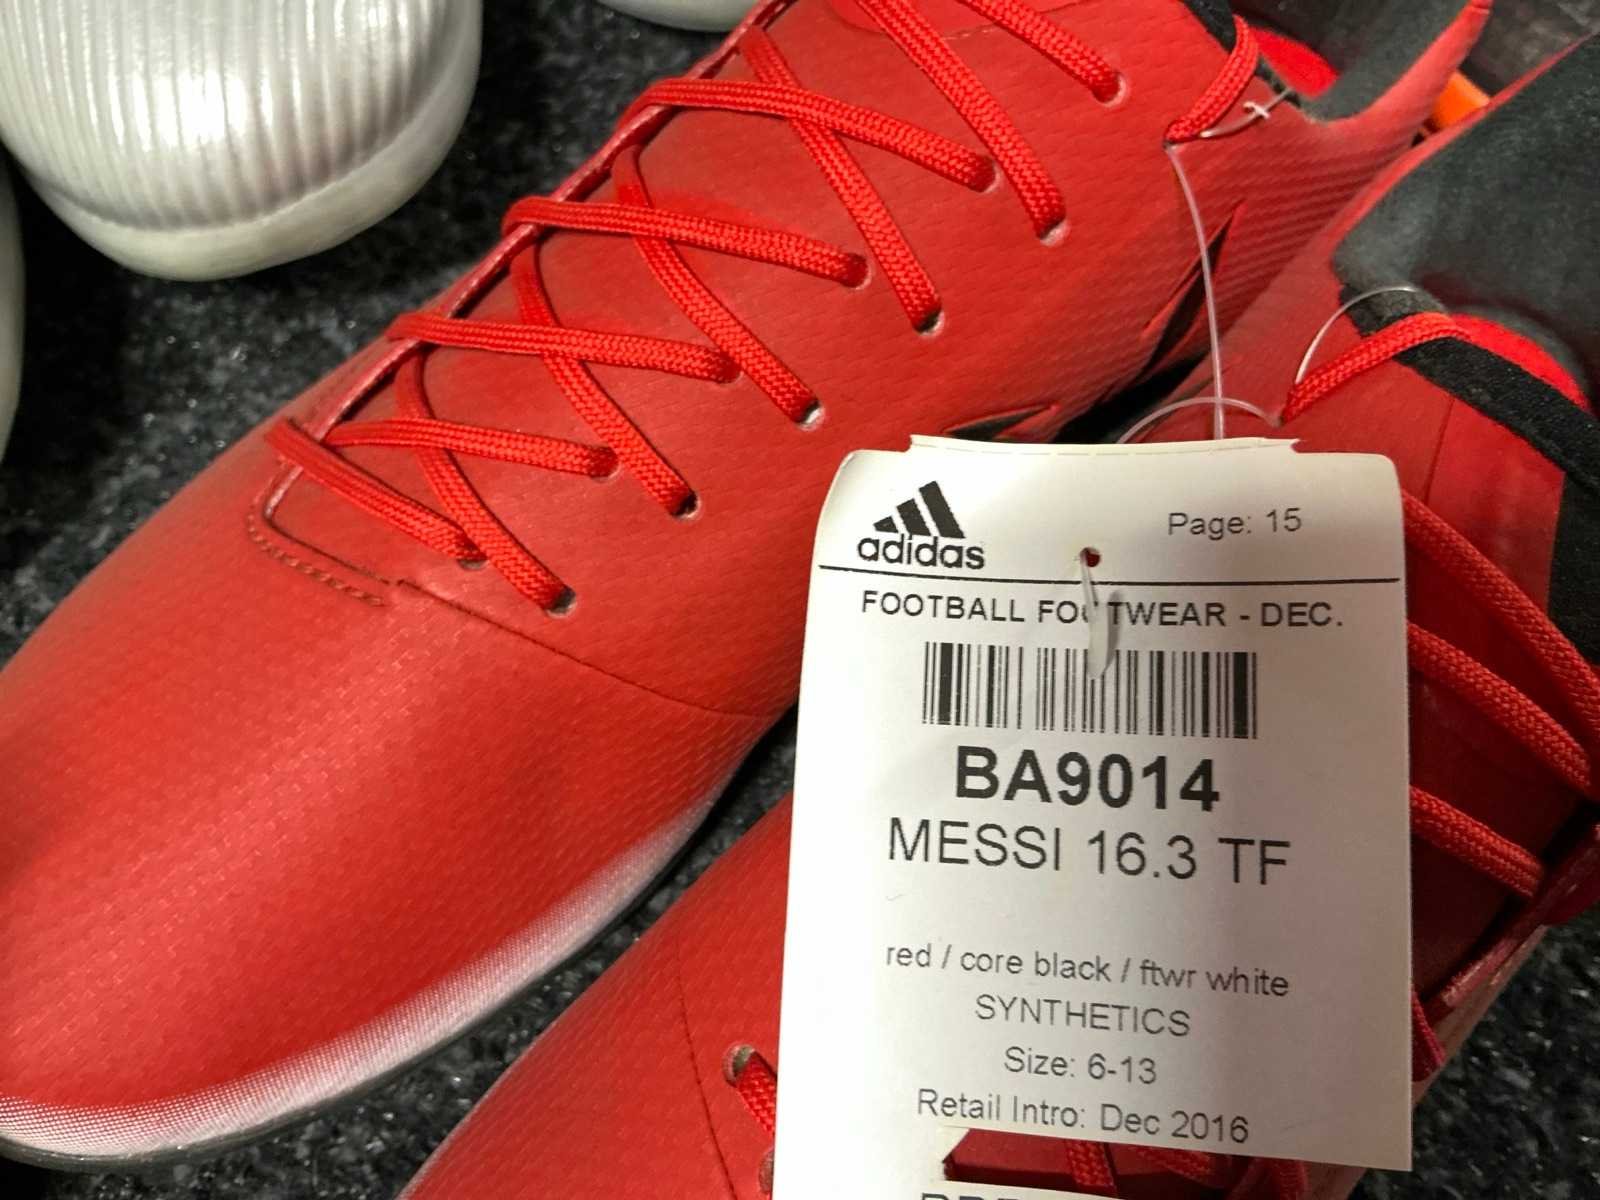 adidas
Page: 15
FOOTBALL FOOTWEAR - DEC.
BA9014
MESSI 16.3 TF
red / core black / ftwr white
SYNTHETICS
Size: 6-13
Retail Intro: Dec 2016